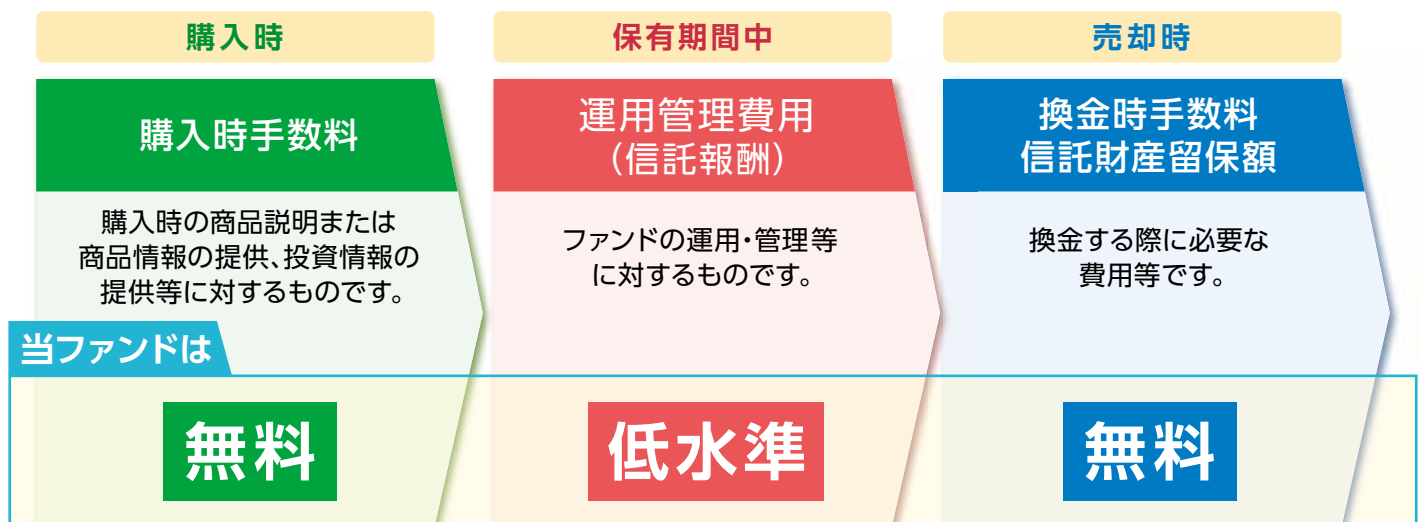 購入時
保有期間中
売却時
購入時手数料
運用管理費用
(信託報酬)
換金時手数料
信託財産留保額
購入時の商品説明または
商品情報の提供、投資情報の
提供等に対するものです。
ファンドの運用・管理等
に対するものです。
換金する際に必要な
費用等です。
当ファンドは
無料
低水準
無料